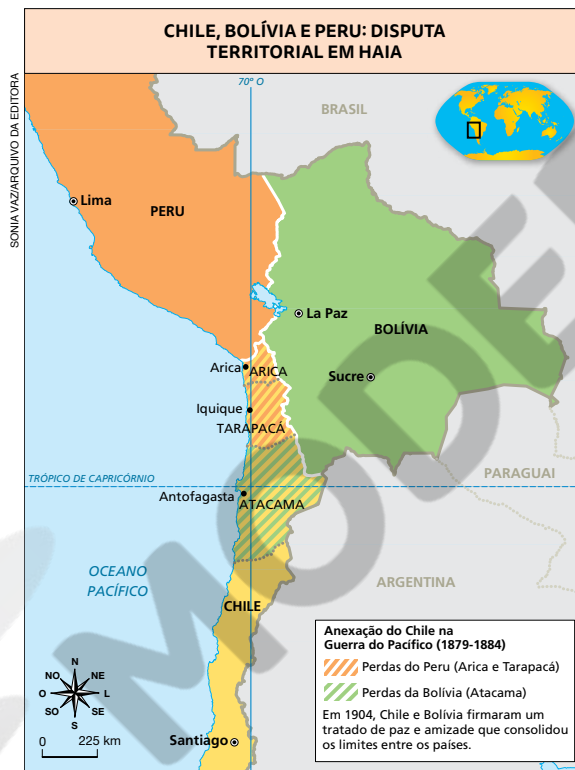 CHILE, BOLÍVIA E PERU: DISPUTA
TERRITORIAL EM HAIA
SONIA VAZ/ARQUIVO DA EDITORA
70º O
BRASIL
Lima
PERU
La Paz
BOLÍVIA
Arica
ARICA
Sucre
Iquique
TARAPACÁ
PARAGUAI
TRÓPICO DE CAPRICÓRNIO
Antofagasta
ATACAMA
OCEANO
PACÍFICO
ARGENTINA
CHILE
Anexação do Chile na
Guerra do Pacífico (1879-1884)
Perdas do Peru (Arica e Tarapacá)
Perdas da Bolívia (Atacama)
Em 1904, Chile e Bolívia firmaram um
tratado de paz e amizade que consolidou
os limites entre os países.
N
NO NE
O L
SO SE
S
0 225 km
Santiago